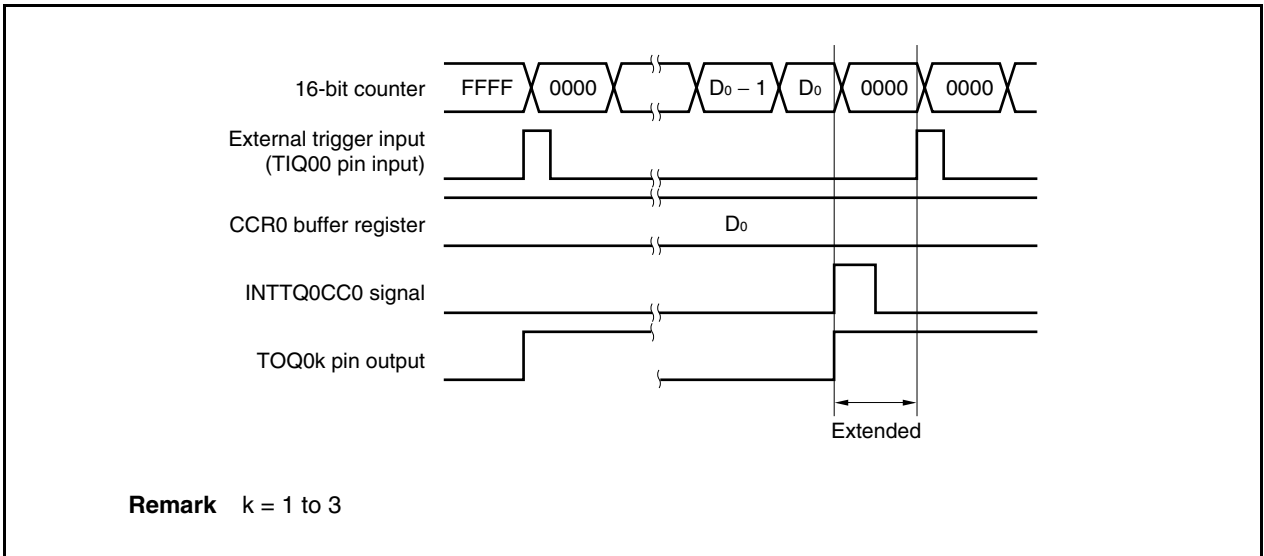 16-bit counter FFFF 0000 D0 – 1 D0 0000 0000
External trigger input
(TIQ00 pin input)
CCR0 buffer register D0
INTTQ0CC0 signal
TOQ0k pin output
Extended
Remark k = 1 to 3